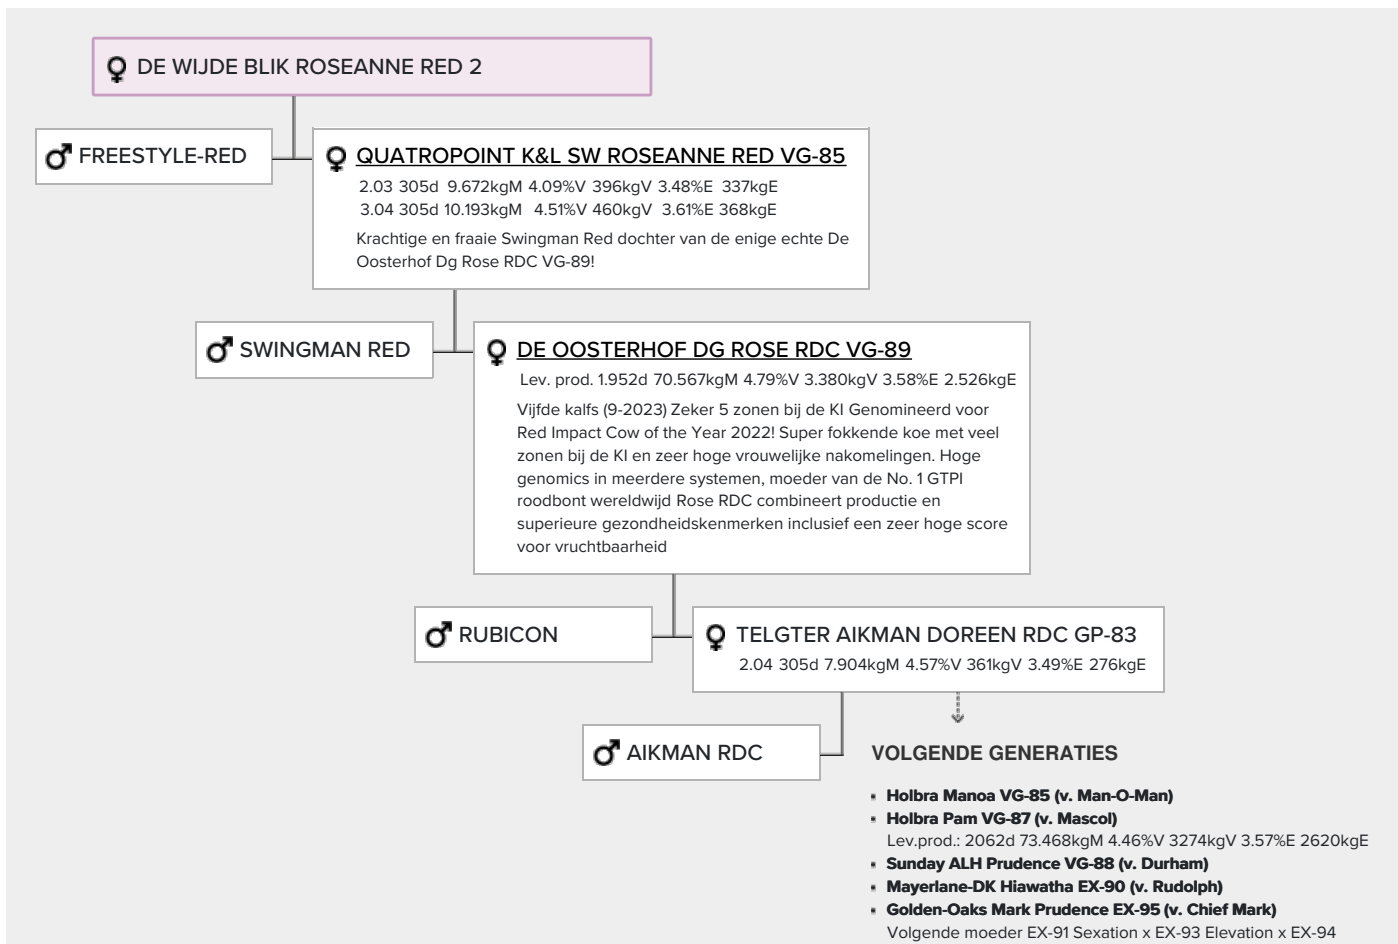 DE WIJDE BLIK ROSEANNE RED 2
FREESTYLE-RED
QUATROPOINT K&L SW ROSEANNE RED VG-85
2.03 305d 9.672kgM 4.09%V 396kgV 3.48%E 337kgE
3.04 305d 10.193kgM 4.51%V 460kgV 3.61%E 368kgE
Krachtige en fraaie Swingman Red dochter van de enige echte De
Oosterhof Dg Rose RDC VG-89!
SWINGMAN RED
DE OOSTERHOF DG ROSE RDC VG-89
Lev. prod. 1.952d 70.567kgM 4.79%V 3.380kgV 3.58%E 2.526kgE
Vijfde kalfs (9-2023) Zeker 5 zonen bij de KI Genomineerd voor
Red Impact Cow of the Year 2022! Super fokkende koe met veel
zonen bij de KI en zeer hoge vrouwelijke nakomelingen. Hoge
genomics in meerdere systemen, moeder van de No. 1 GTPI
roodbont wereldwijd Rose RDC combineert productie en
superieure gezondheidskenmerken inclusief een zeer hoge score
voor vruchtbaarheid
RUBICON
TELGTER AIKMAN DOREEN RDC GP-83
2.04 305d 7.904kgM 4.57%V 361kgV 3.49%E 276kgE
AIKMAN RDC
VOLGENDE GENERATIES
▪ Holbra Manoa VG-85 (v. Man-O-Man)
▪ Holbra Pam VG-87 (v. Mascol)
Lev.prod.: 2062d 73.468kgM 4.46%V 3274kgV 3.57%E 2620kgE
▪ Sunday ALH Prudence VG-88 (v. Durham)
▪ Mayerlane-DK Hiawatha EX-90 (v. Rudolph)
▪ Golden-Oaks Mark Prudence EX-95 (v. Chief Mark)
Volgende moeder EX-91 Sexation x EX-93 Elevation x EX-94